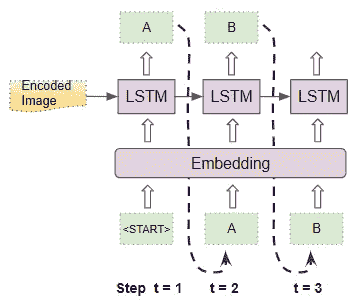 A
B
Encoded
Image
LSTM
LSTM
LSTM
Embedding
<START>
A
B
Step t = 1
t = 2
t = 3